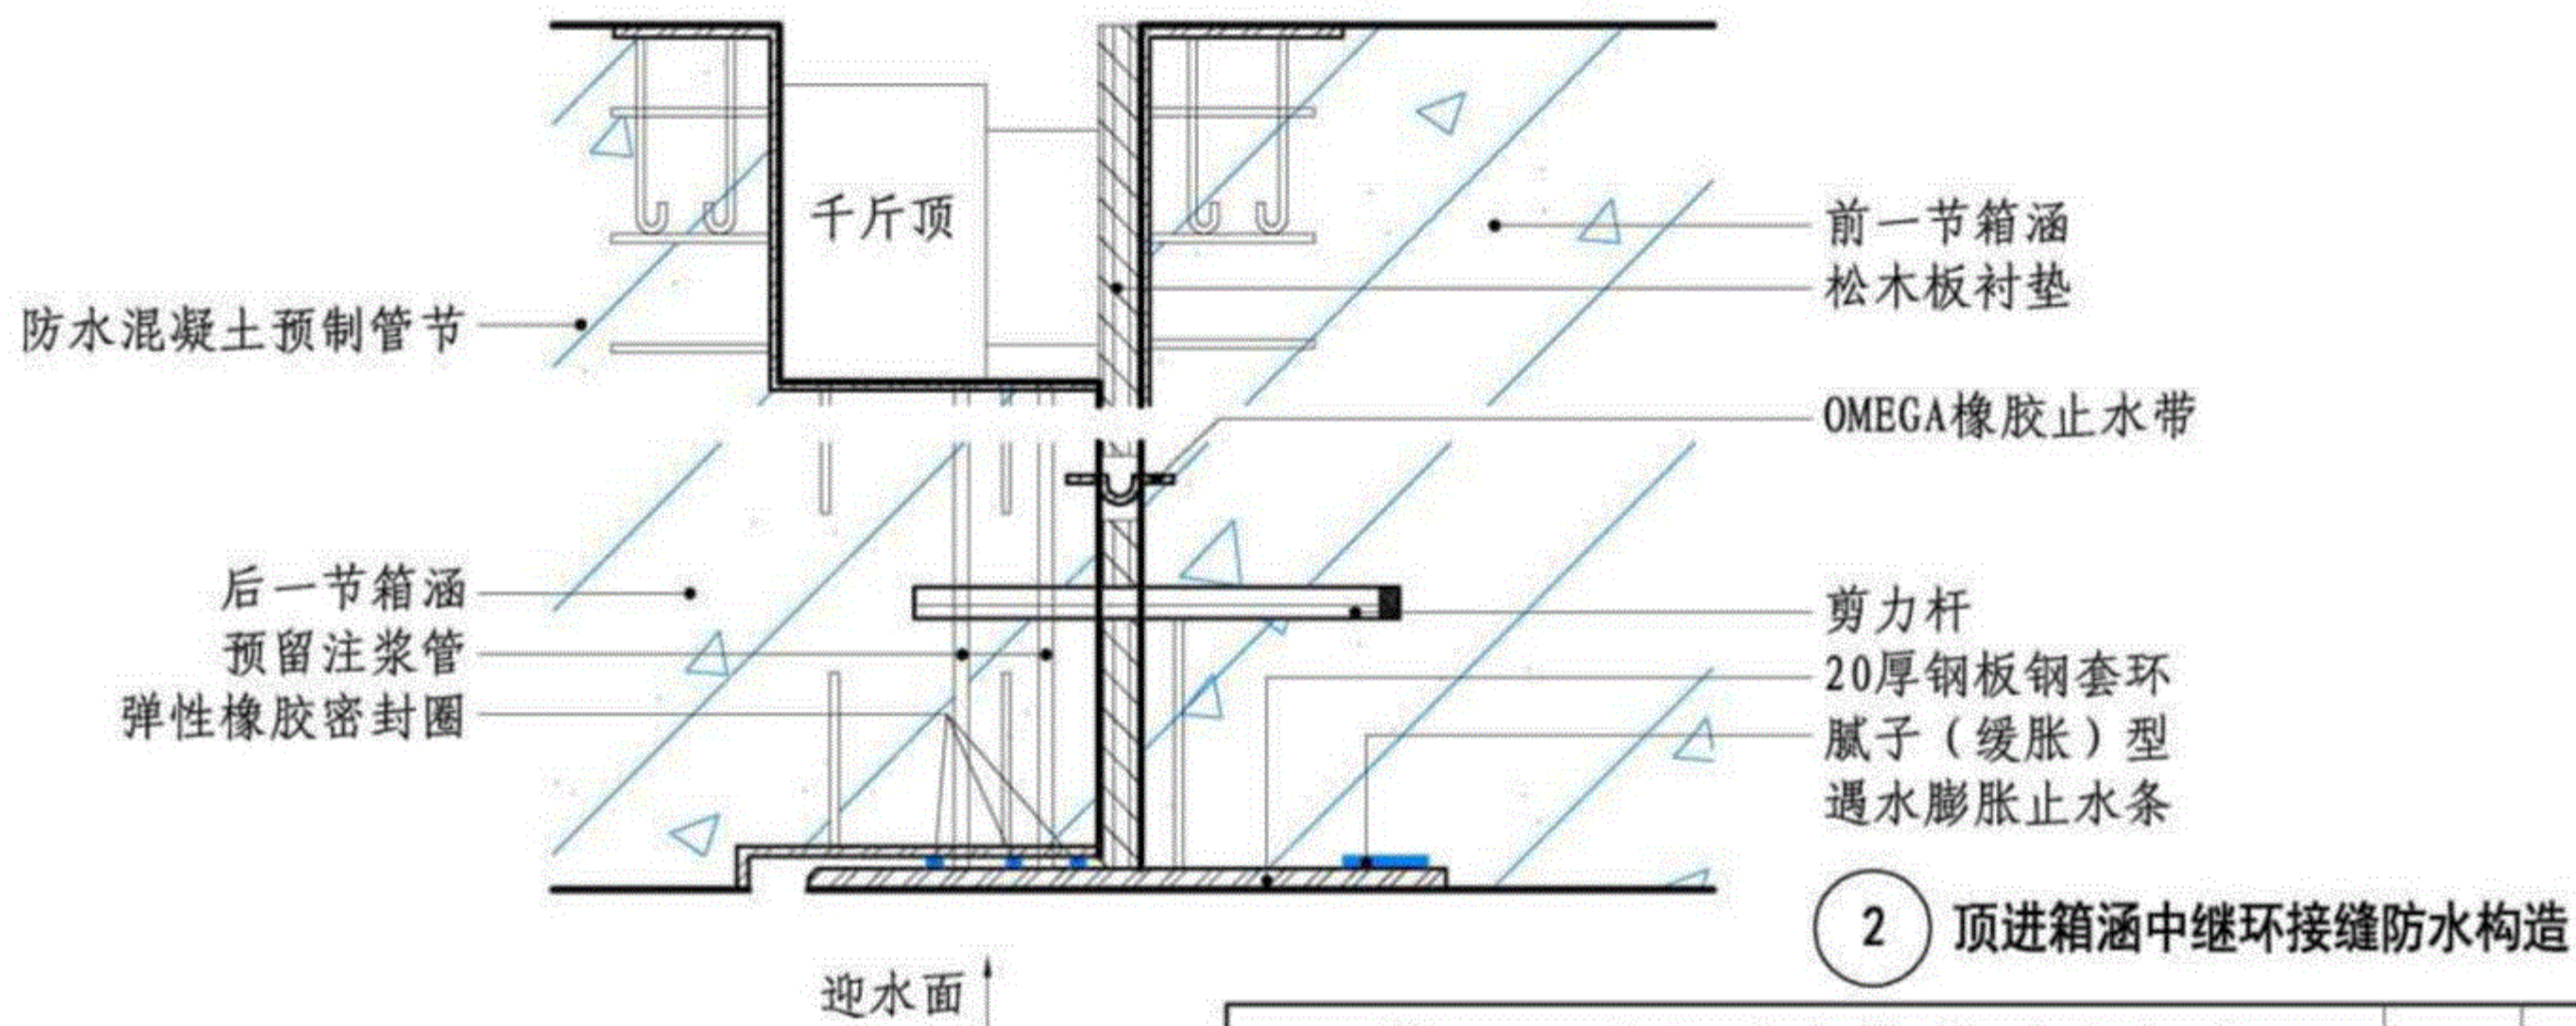 千斤顶
防水混凝土预制管节
后一节箱涵
预留注浆管
弹性橡胶密封圈
前一节箱涵
松木板衬垫
OMEGA橡胶止水带
剪力杆
20厚钢板钢套环
腻子（缓胀）型
遇水膨胀止水条
2 顶进箱涵中继环接缝防水构造
迎水面